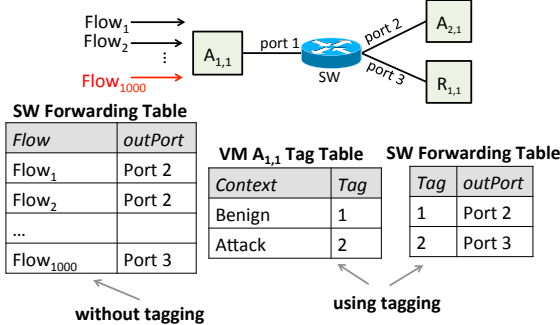 Flow₁
Flow₂
⋮
Flow₁₀₀₀
A₁,₁
port 1
SW
port 2
port 3
A₂,₁
R₁,₁
SW Forwarding Table
Flow outPort
Flow₁ Port 2
Flow₂ Port 2
...
Flow₁₀₀₀ Port 3
without tagging
VM A₁,₁ Tag Table
Context Tag
Benign 1
Attack 2
SW Forwarding Table
Tag outPort
1 Port 2
2 Port 3
using tagging